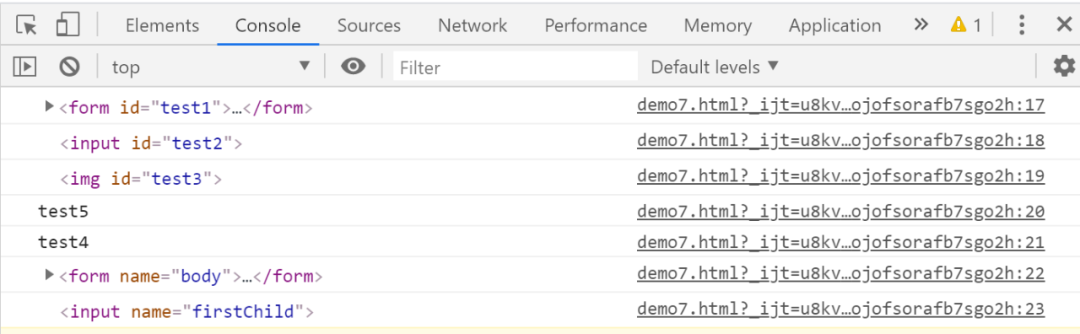 Elements Console Sources Network Performance Memory Application » 1
top ▼ Filter Default levels ▼
▶ <form id="test1">…</form> demo7.html?_ijt=u8kv…ojofsorafb7sgo2h:17
<input id="test2"> demo7.html?_ijt=u8kv…ojofsorafb7sgo2h:18
<img id="test3"> demo7.html?_ijt=u8kv…ojofsorafb7sgo2h:19
test5 demo7.html?_ijt=u8kv…ojofsorafb7sgo2h:20
test4 demo7.html?_ijt=u8kv…ojofsorafb7sgo2h:21
▶ <form name="body">…</form> demo7.html?_ijt=u8kv…ojofsorafb7sgo2h:22
<input name="firstChild"> demo7.html?_ijt=u8kv…ojofsorafb7sgo2h:23